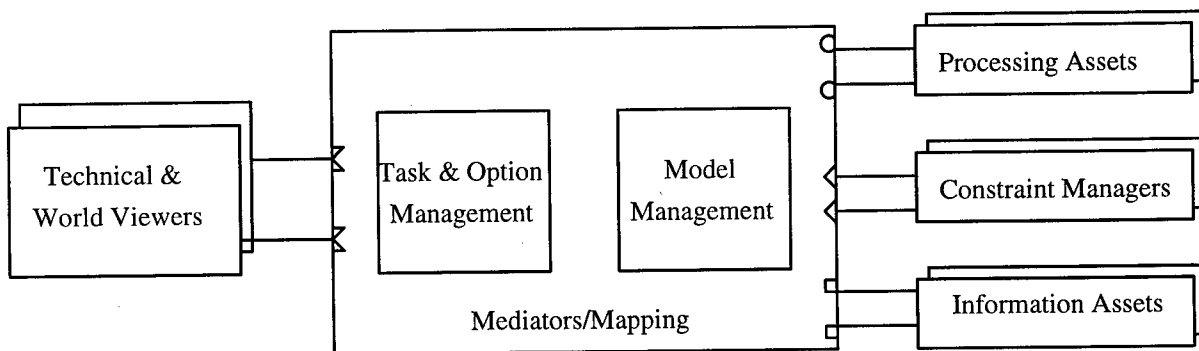 Technical &
World Viewers
Task & Option
Management
Model
Management
Mediators/Mapping
Processing Assets
Constraint Managers
Information Assets